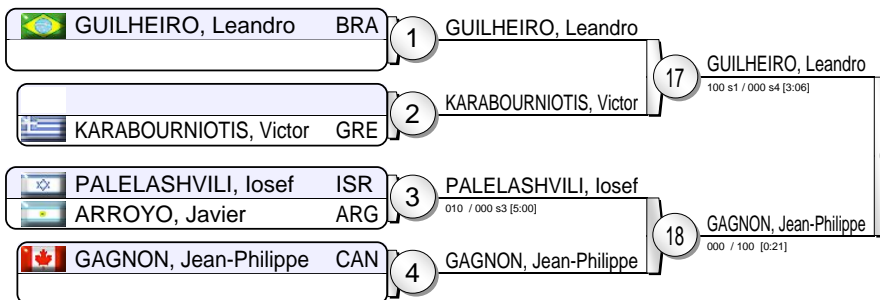 GUILHEIRO, Leandro BRA
1
GUILHEIRO, Leandro
17
GUILHEIRO, Leandro
100 s1 / 000 s4 [3:06]
2
KARABOURNIOTIS, Victor
KARABOURNIOTIS, Victor GRE
PALELASHVILI, Iosef ISR
3
PALELASHVILI, Iosef
010 / 000 s3 [5:00]
ARROYO, Javier ARG
18
GAGNON, Jean-Philippe
000 / 100 [0:21]
GAGNON, Jean-Philippe CAN
4
GAGNON, Jean-Philippe